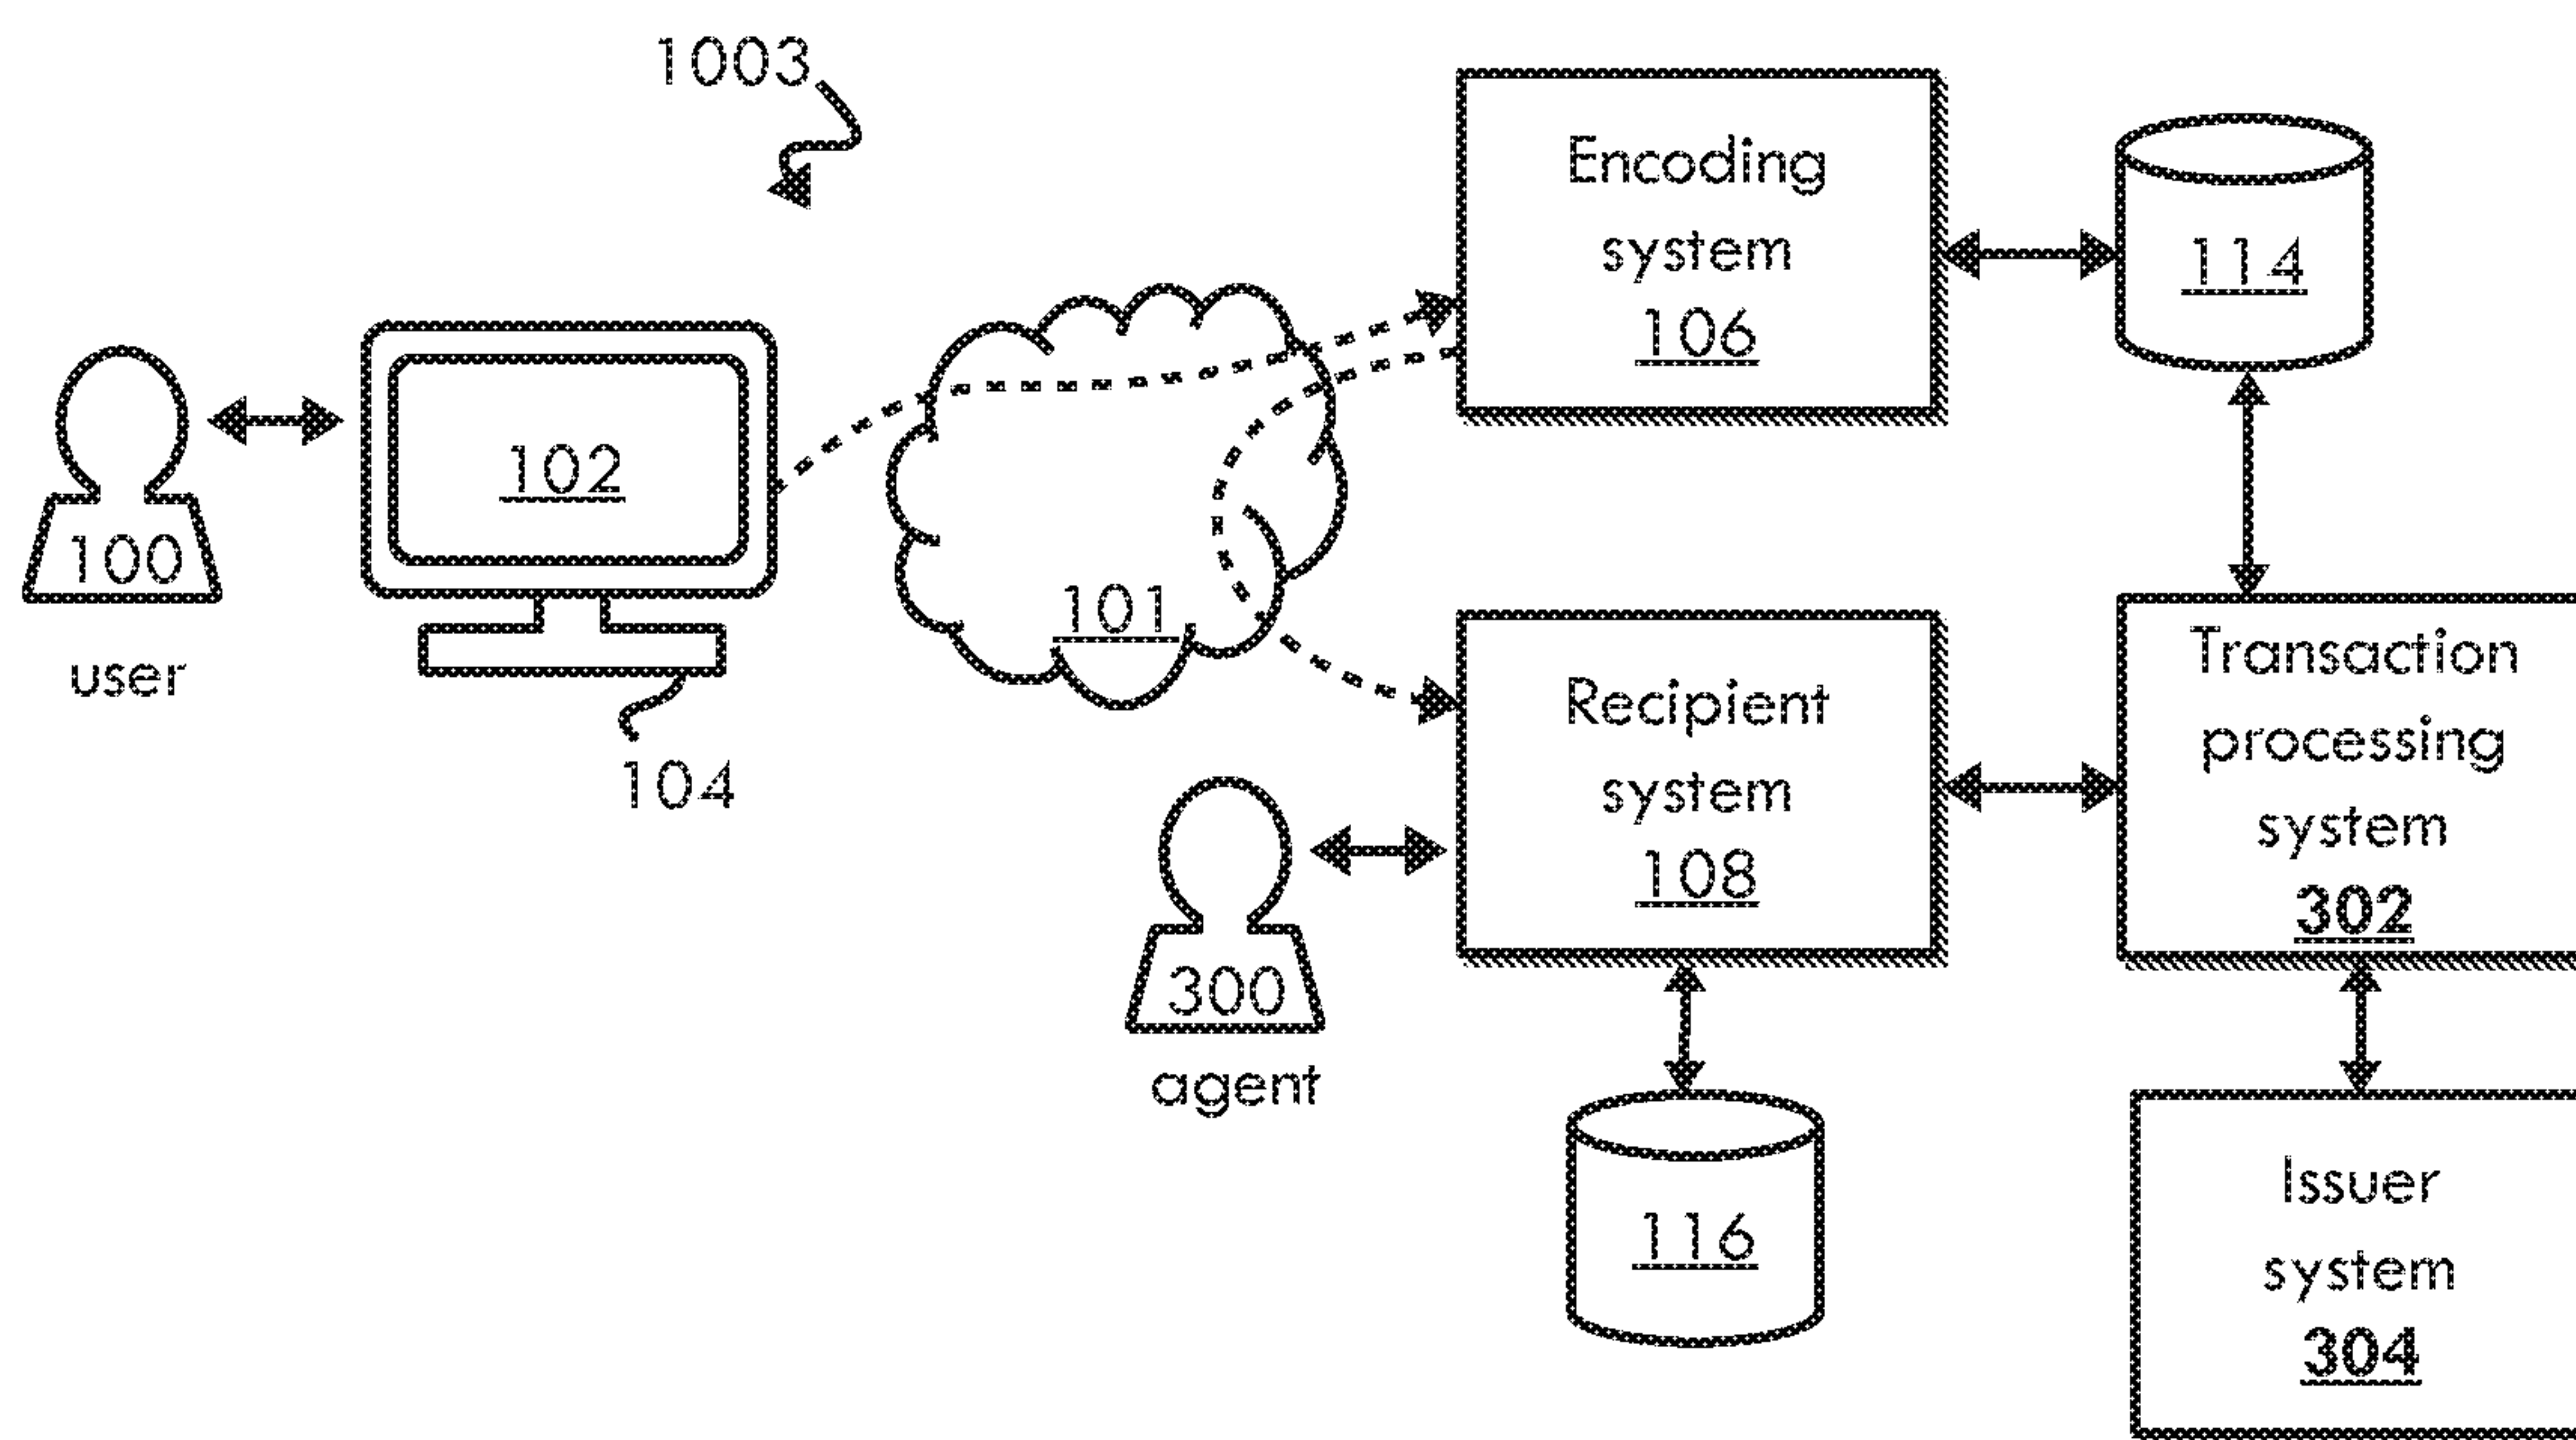 1003
Encoding
system
106
114
102
100
user
104
101
Recipient
system
108
Transaction
processing
system
302
300
agent
116
Issuer
system
304